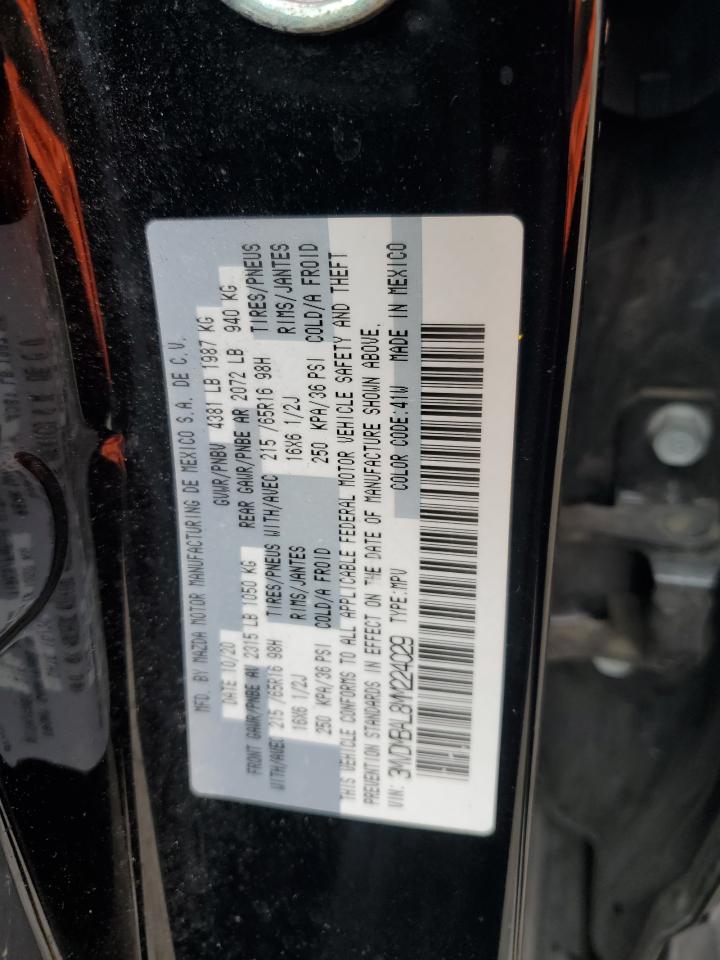 MFD. BY MAZDA MOTOR MANUFACTURING DE MEXICO S.A. DE C.V.
DATE 10/20 GVWR/PNBV 4381 LB 1987 KG
FRONT GAWR/PNBE AV 2315 LB 1050 KG REAR GAWR/PNBE AR 2072 LB 940 KG
WITH/AVEC 215 /65R16 98H TIRES/PNEUS WITH/AVEC 215 /65R16 98H TIRES/PNEUS
16X6 1/2J RIMS/JANTES 16X6 1/2J RIMS/JANTES
250 KPA/36 PSI COLD/A FROID 250 KPA/36 PSI COLD/A FROID
THIS VEHICLE CONFORMS TO ALL APPLICABLE FEDERAL MOTOR VEHICLE SAFETY AND THEFT
PREVENTION STANDARDS IN EFFECT ON THE DATE OF MANUFACTURE SHOWN ABOVE.
VIN: 3MVDMBAL8MM224029 TYPE:MPV COLOR CODE:41W MADE IN MEXICO